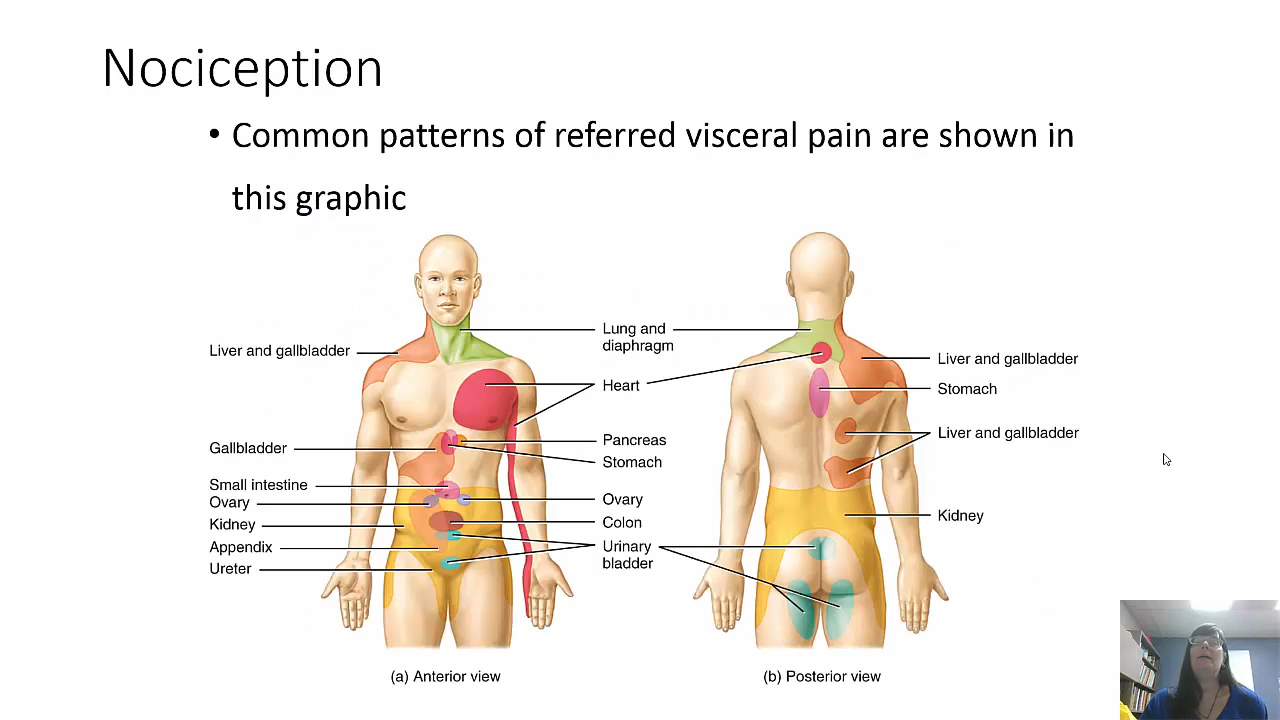 Nociception
• Common patterns of referred visceral pain are shown in
this graphic
Liver and gallbladder
Gallbladder
Small intestine
Ovary
Kidney
Appendix
Ureter
Lung and
diaphragm
Heart
Pancreas
Stomach
Ovary
Colon
Urinary
bladder
Liver and gallbladder
Stomach
Liver and gallbladder
Kidney
(a) Anterior view
(b) Posterior view